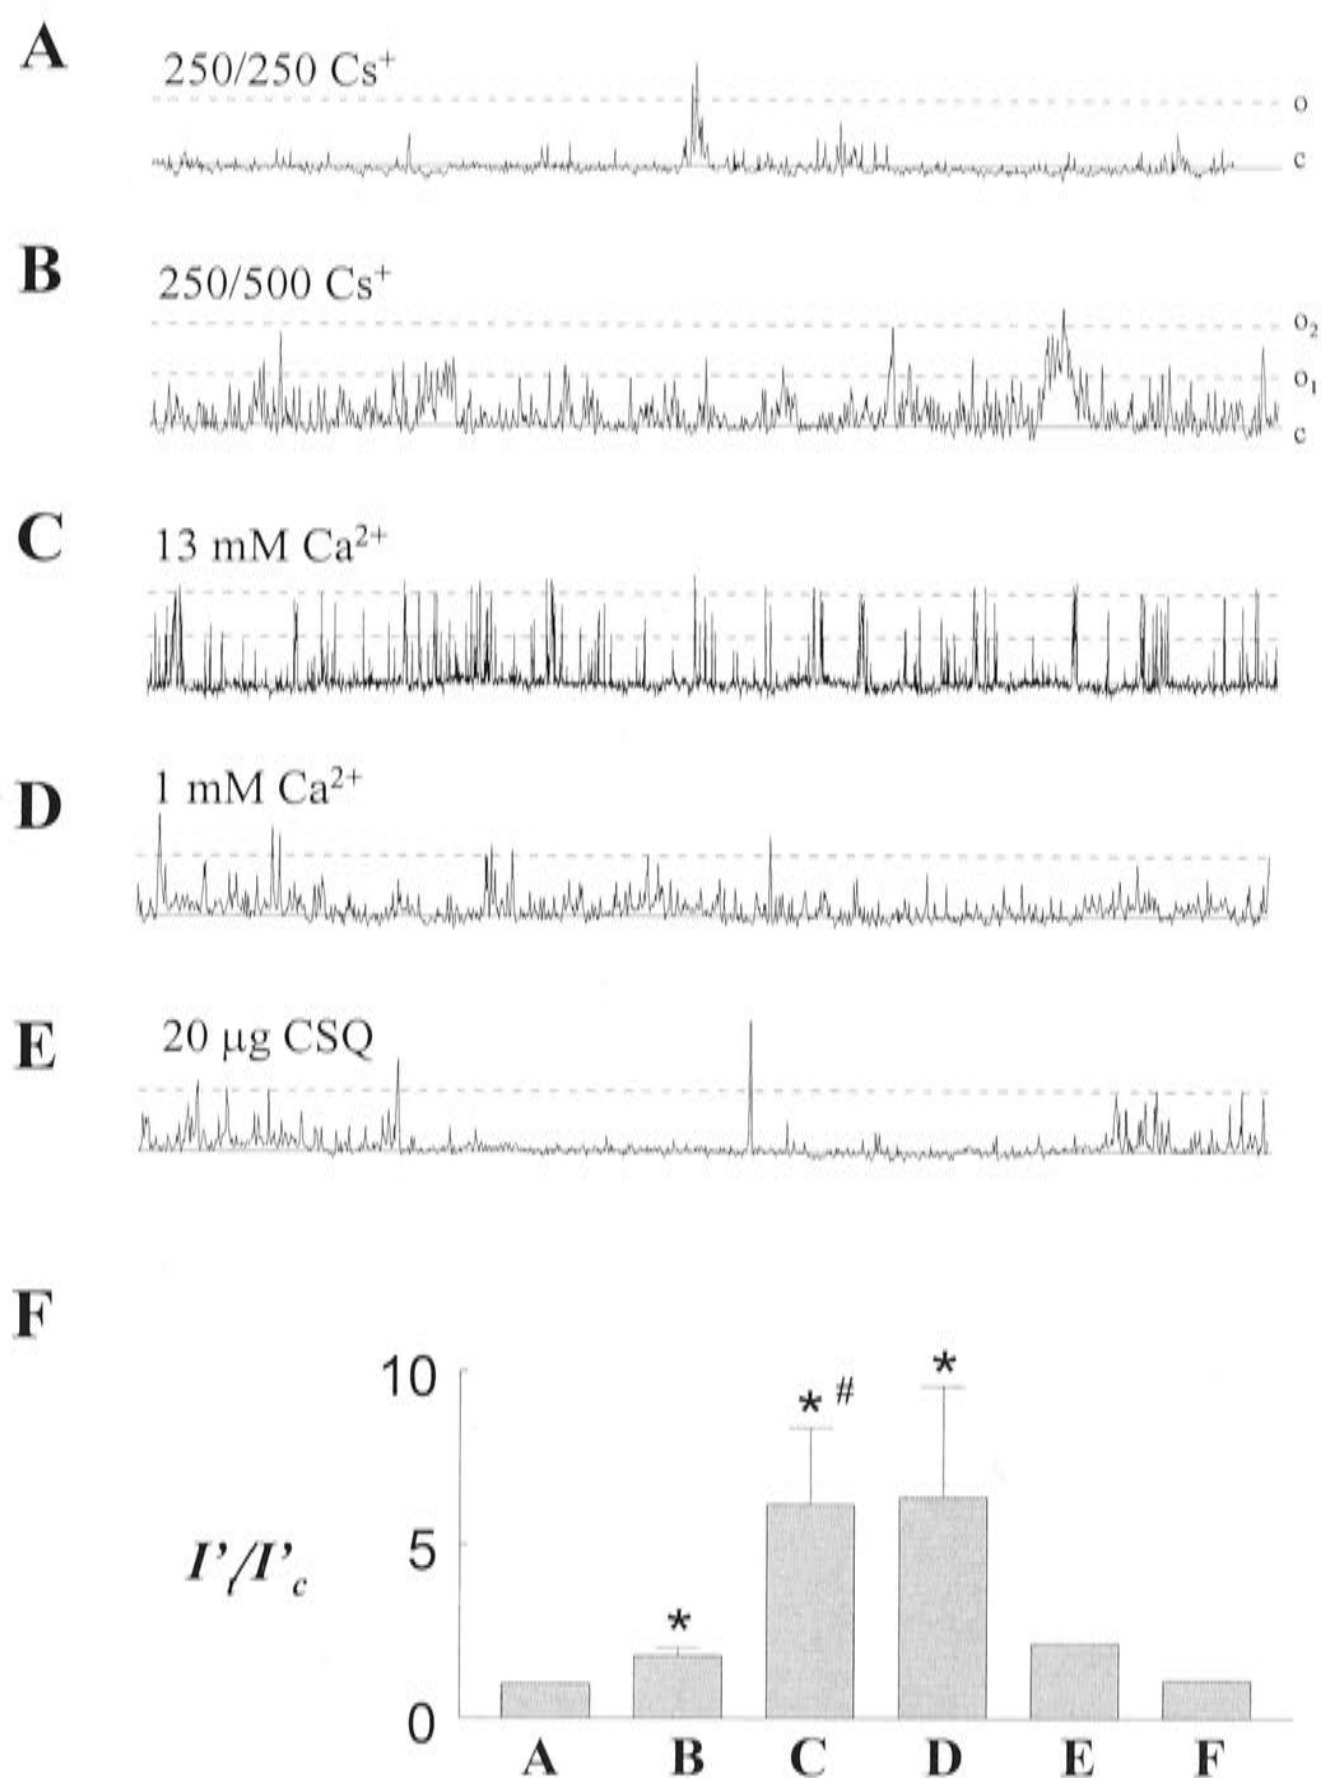 A
250/250 Cs⁺
o
c
B
250/500 Cs⁺
o₂
o₁
c
C
13 mM Ca²⁺
D
1 mM Ca²⁺
E
20 μg CSQ
F
10
5
0
I’ₜ/I’c
*
* #
*
A B C D E F